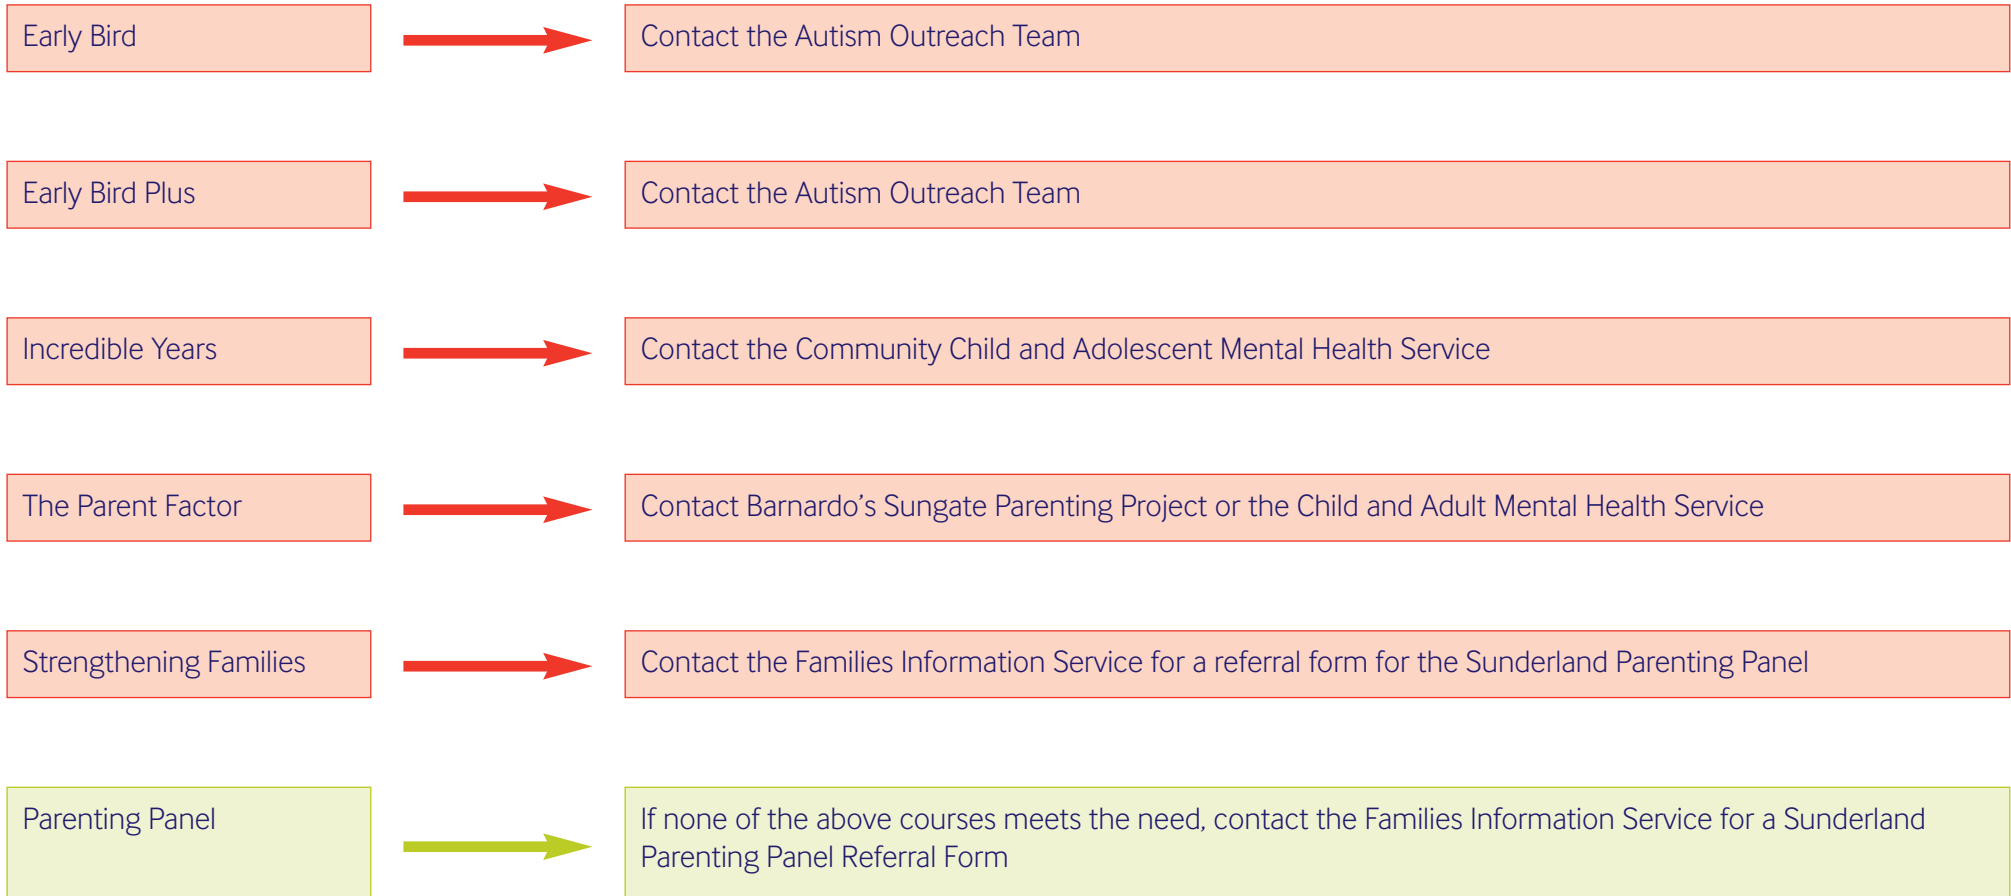 Early Bird
Contact the Autism Outreach Team
Early Bird Plus
Contact the Autism Outreach Team
Incredible Years
Contact the Community Child and Adolescent Mental Health Service
The Parent Factor
Contact Barnardo’s Sungate Parenting Project or the Child and Adult Mental Health Service
Strengthening Families
Contact the Families Information Service for a referral form for the Sunderland Parenting Panel
Parenting Panel
If none of the above courses meets the need, contact the Families Information Service for a Sunderland
Parenting Panel Referral Form